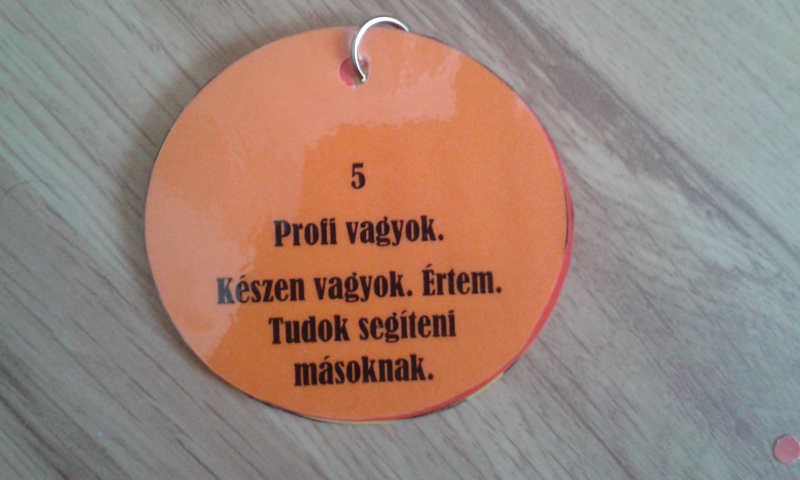 5
Profi vagyok.
Készen vagyok. Értem.
Tudok segíteni
másoknak.